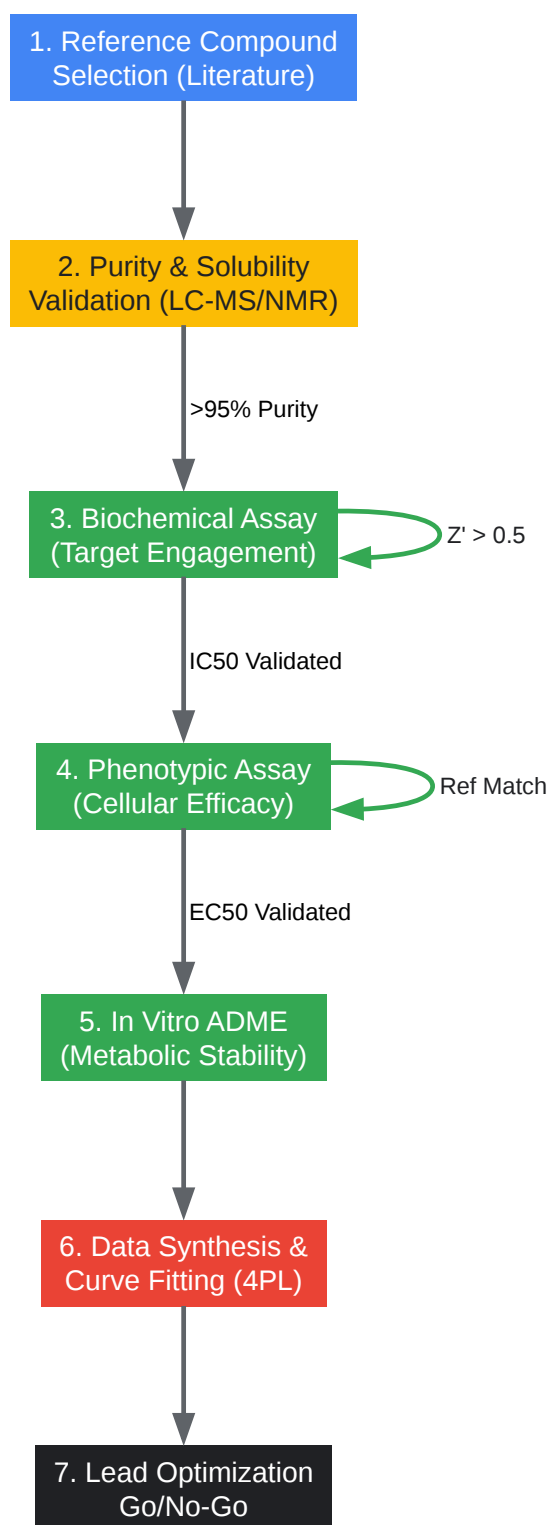 1. Reference Compound
Selection (Literature)
2. Purity & Solubility
Validation (LC-MS/NMR)
>95% Purity
3. Biochemical Assay
(Target Engagement)
Z' > 0.5
IC50 Validated
4. Phenotypic Assay
(Cellular Efficacy)
Ref Match
EC50 Validated
5. In Vitro ADME
(Metabolic Stability)
6. Data Synthesis &
Curve Fitting (4PL)
7. Lead Optimization
Go/No-Go